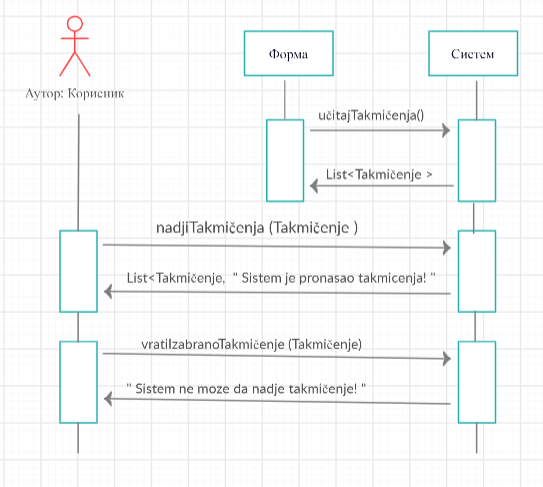 Форма
Систем
Аутор: Корисник
učitajTakmičenja()
List<Takmičenje >
nadjiTakmičenja (Takmičenje )
List<Takmičenje, " Sistem je pronasao takmicenja! "
vratiIzabranoTakmičenje (Takmičenje)
" Sistem ne moze da nadje takmičenje! "